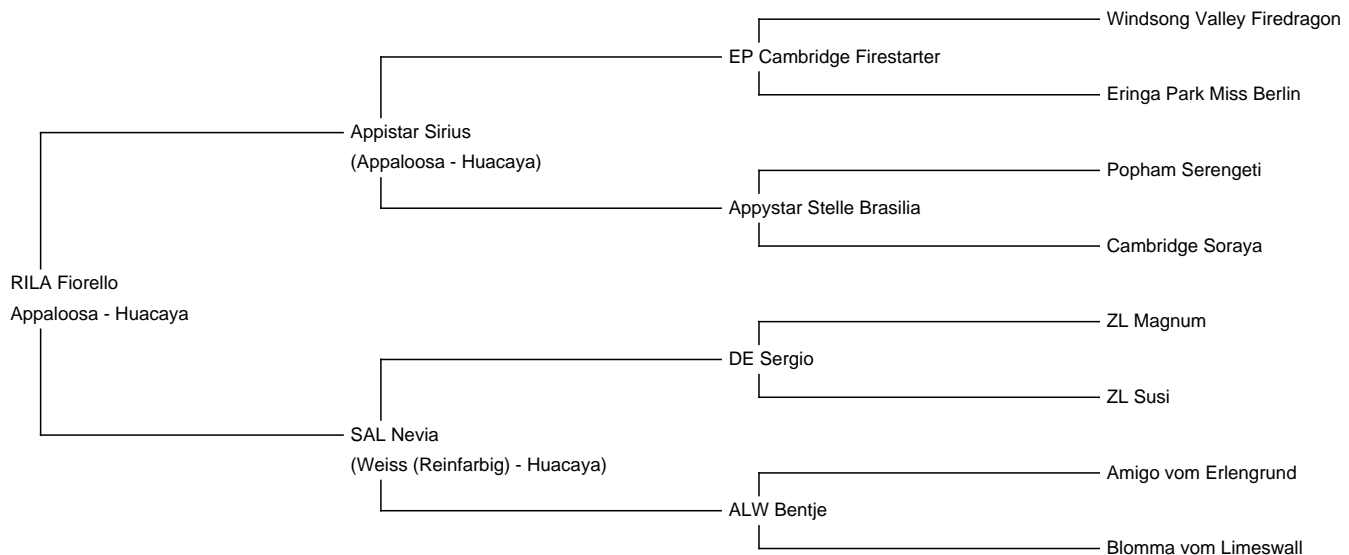 Windsong Valley Firedragon
EP Cambridge Firestarter
Eringa Park Miss Berlin
Appistar Sirius
(Appaloosa - Huacaya)
Popham Serengeti
Appystar Stelle Brasilia
Cambridge Soraya
RILA Fiorello
Appaloosa - Huacaya
ZL Magnum
DE Sergio
ZL Susi
SAL Nevia
(Weiss (Reinfarbig) - Huacaya)
Amigo vom Erlengrund
ALW Bentje
Blomma vom Limeswall